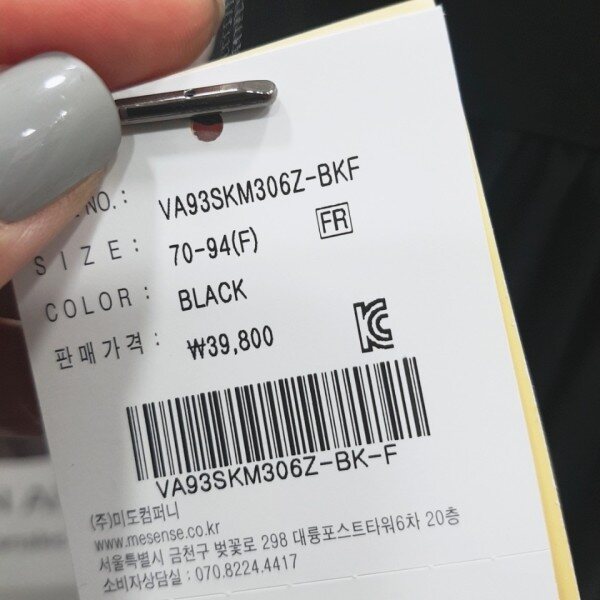 NO.: VA93SKM306Z-BKF
SIZE: 70-94(F) FR
COLOR: BLACK
판매가격: ₩39,800
VA93SKM306Z-BK-F
(주)미도컴퍼니
www.mesense.co.kr
서울특별시 금천구 벚꽃로 298 대륭포스트타워6차 20층
소비자상담실 : 070.8224.4417